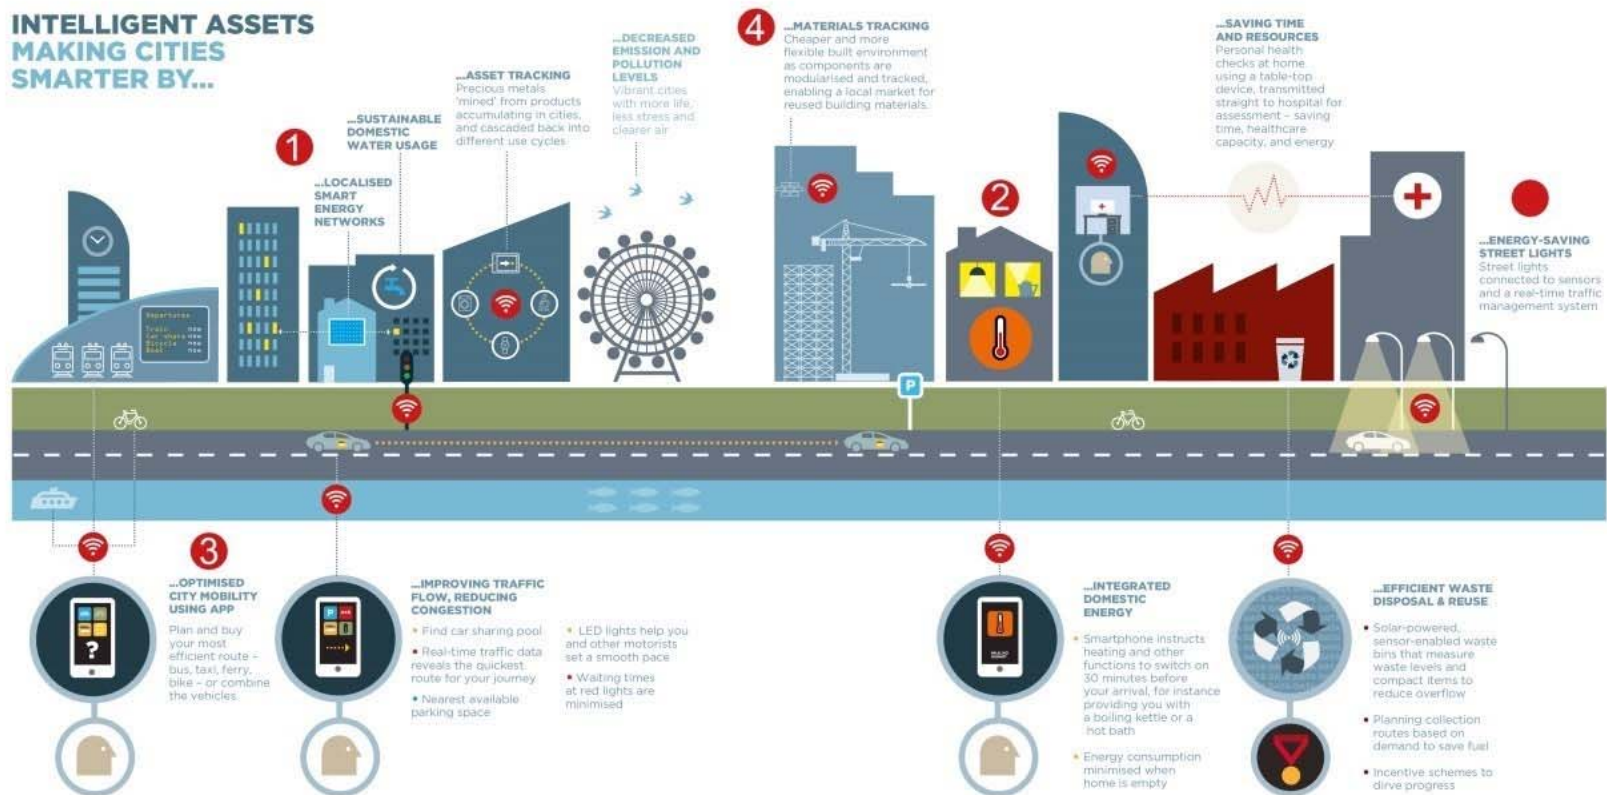 INTELLIGENT ASSETS
MAKING CITIES
SMARTER BY...
1
...SUSTAINABLE
DOMESTIC
WATER USAGE
...LOCALISED
SMART
ENERGY
NETWORKS
...ASSET TRACKING
Precious metals
'mined' from products
accumulating in cities,
and cascaded back into
different use cycles
...DECREASED
EMISSION AND
POLLUTION
LEVELS
Vibrant cities
with more life,
less stress and
clearer air
4
...MATERIALS TRACKING
Cheaper and more
flexible built environment
as components are
modularised and tracked,
enabling a local market for
reused building materials.
2
...SAVING TIME
AND RESOURCES
Personal health
checks at home
using a table-top
device, transmitted
straight to hospital for
assessment – saving
time, healthcare
capacity, and energy
...ENERGY-SAVING
STREET LIGHTS
Street lights
connected to sensors
and a real-time traffic
management system
Departures
Train now
Car share now
Bicycle now
Boat now
P
3
...OPTIMISED
CITY MOBILITY
USING APP
Plan and buy
your most
efficient route –
bus, taxi, ferry,
bike – or combine
the vehicles
?
P
...IMPROVING TRAFFIC
FLOW, REDUCING
CONGESTION
• Find car sharing pool
• Real-time traffic data
reveals the quickest
route for your journey
• Nearest available
parking space
• LED lights help you
and other motorists
set a smooth pace
• Waiting times
at red lights are
minimised
...INTEGRATED
DOMESTIC
ENERGY
• Smartphone instructs
heating and other
functions to switch on
30 minutes before
your arrival, for instance
providing you with
a boiling kettle or a
hot bath
• Energy consumption
minimised when
home is empty
...EFFICIENT WASTE
DISPOSAL & REUSE
• Solar-powered,
sensor-enabled waste
bins that measure
waste levels and
compact items to
reduce overflow
• Planning collection
routes based on
demand to save fuel
• Incentive schemes to
dirve progress